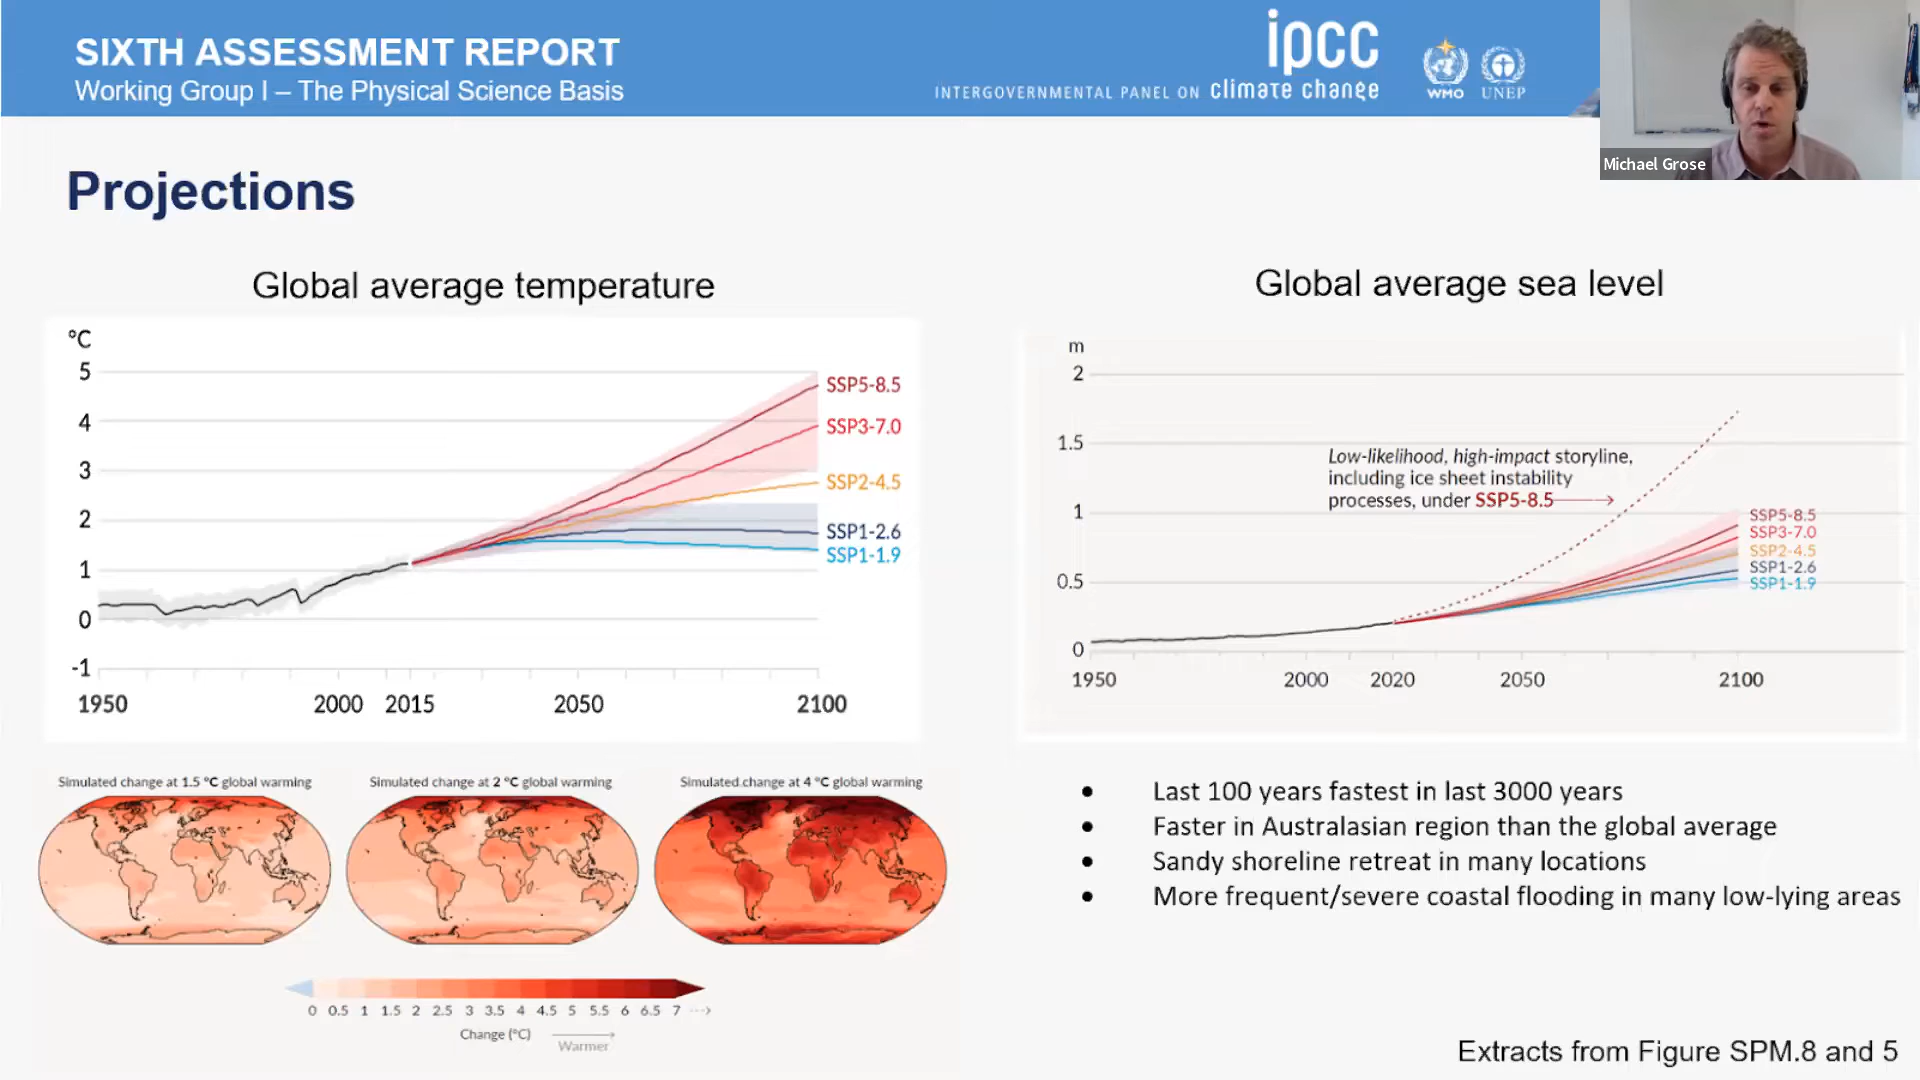 SIXTH ASSESSMENT REPORT
Working Group I – The Physical Science Basis
INTERGOVERNMENTAL PANEL ON climate change
ipcc
WMO
UNEP
Michael Grose
Projections
Global average temperature
°C
5
4
3
2
1
0
-1
1950 2000 2015 2050 2100
SSP5-8.5
SSP3-7.0
SSP2-4.5
SSP1-2.6
SSP1-1.9
Simulated change at 1.5 °C global warming
Simulated change at 2 °C global warming
Simulated change at 4 °C global warming
0 0.5 1 1.5 2 2.5 3 3.5 4 4.5 5 5.5 6 6.5 7
Change (°C)
Warmer
Global average sea level
m
2
1.5
1
0.5
0
1950 2000 2020 2050 2100
Low-likelihood, high-impact storyline,
including ice sheet instability
processes, under SSP5-8.5
SSP5-8.5
SSP3-7.0
SSP2-4.5
SSP1-2.6
SSP1-1.9
• Last 100 years fastest in last 3000 years
• Faster in Australasian region than the global average
• Sandy shoreline retreat in many locations
• More frequent/severe coastal flooding in many low-lying areas
Extracts from Figure SPM.8 and 5